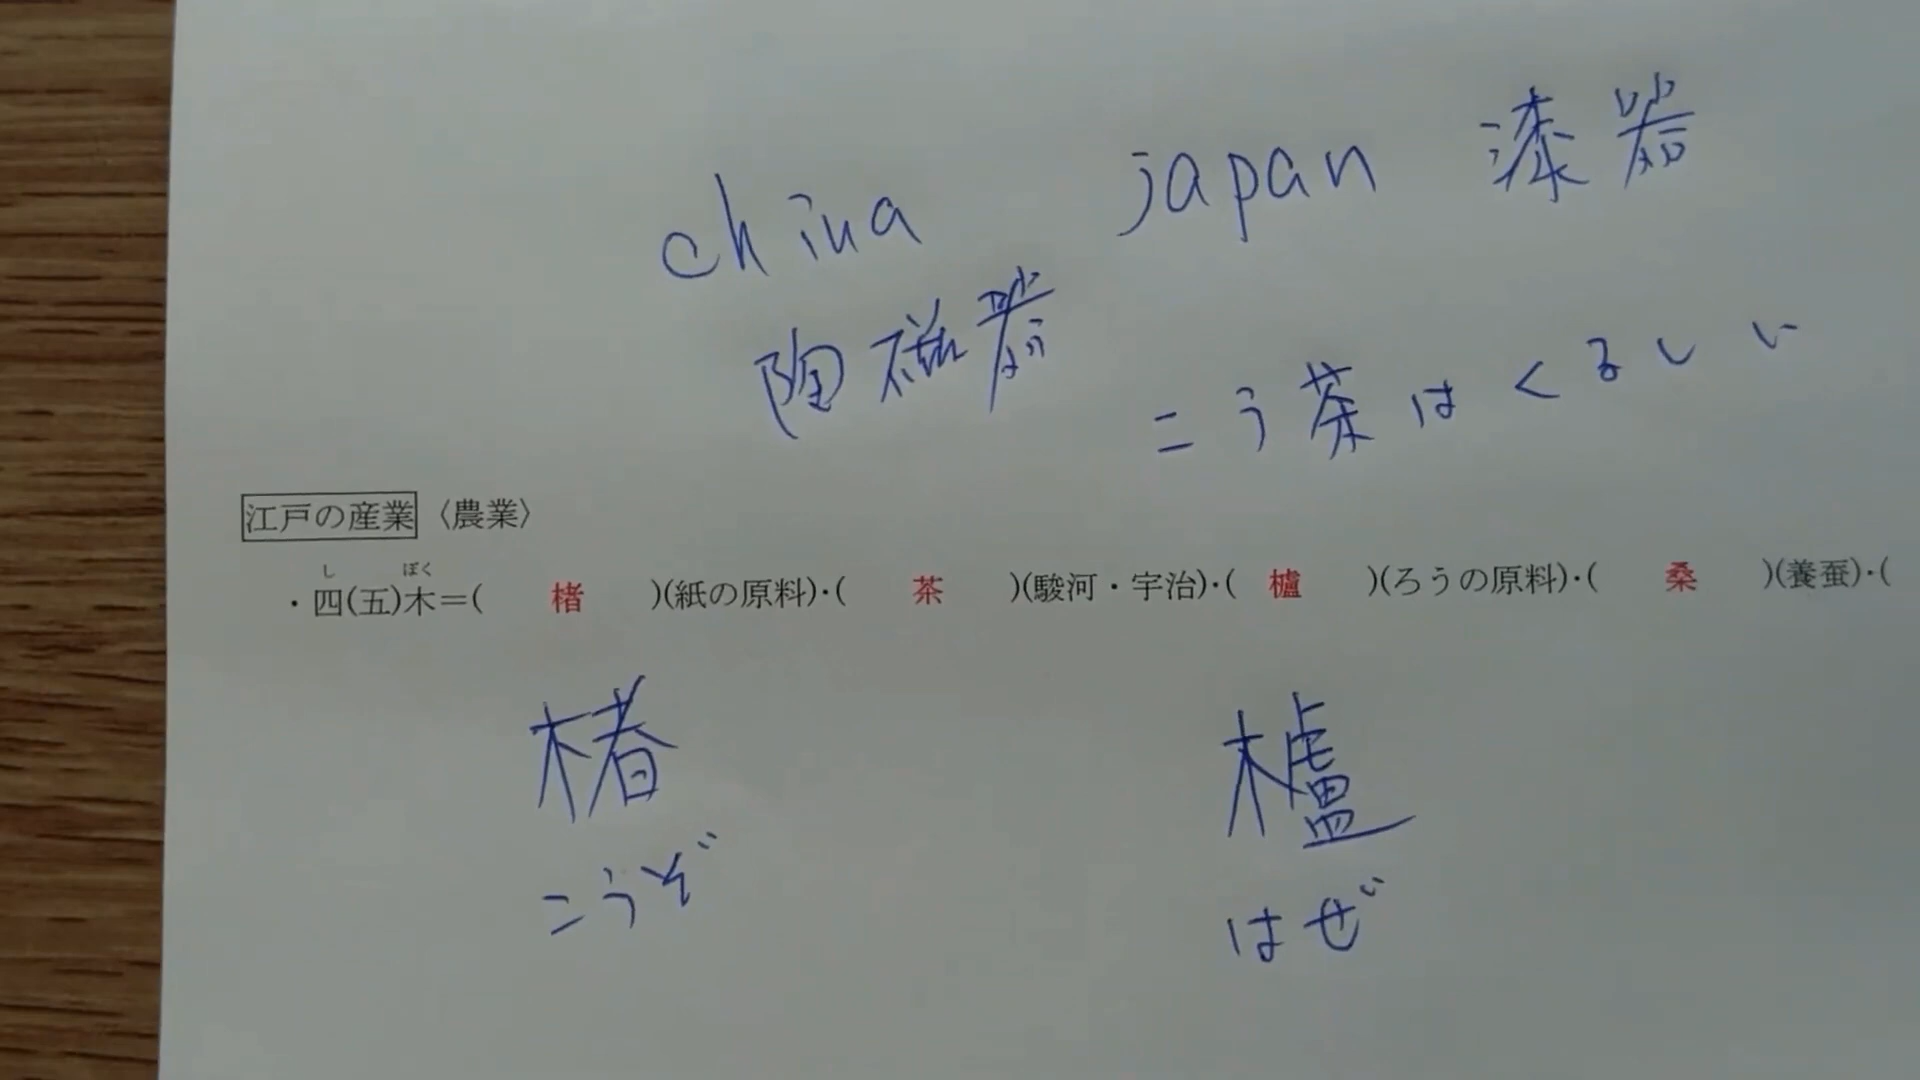 china japan 漆器
陶磁器
こう茶はくるしい
江戸の産業〈農業〉
し ぼく
・四(五)木＝( 楮 )(紙の原料)・( 茶 )(駿河・宇治)・( 櫨 )(ろうの原料)・( 桑 )(養蚕)・(
楮 櫨
こうぞ はぜ